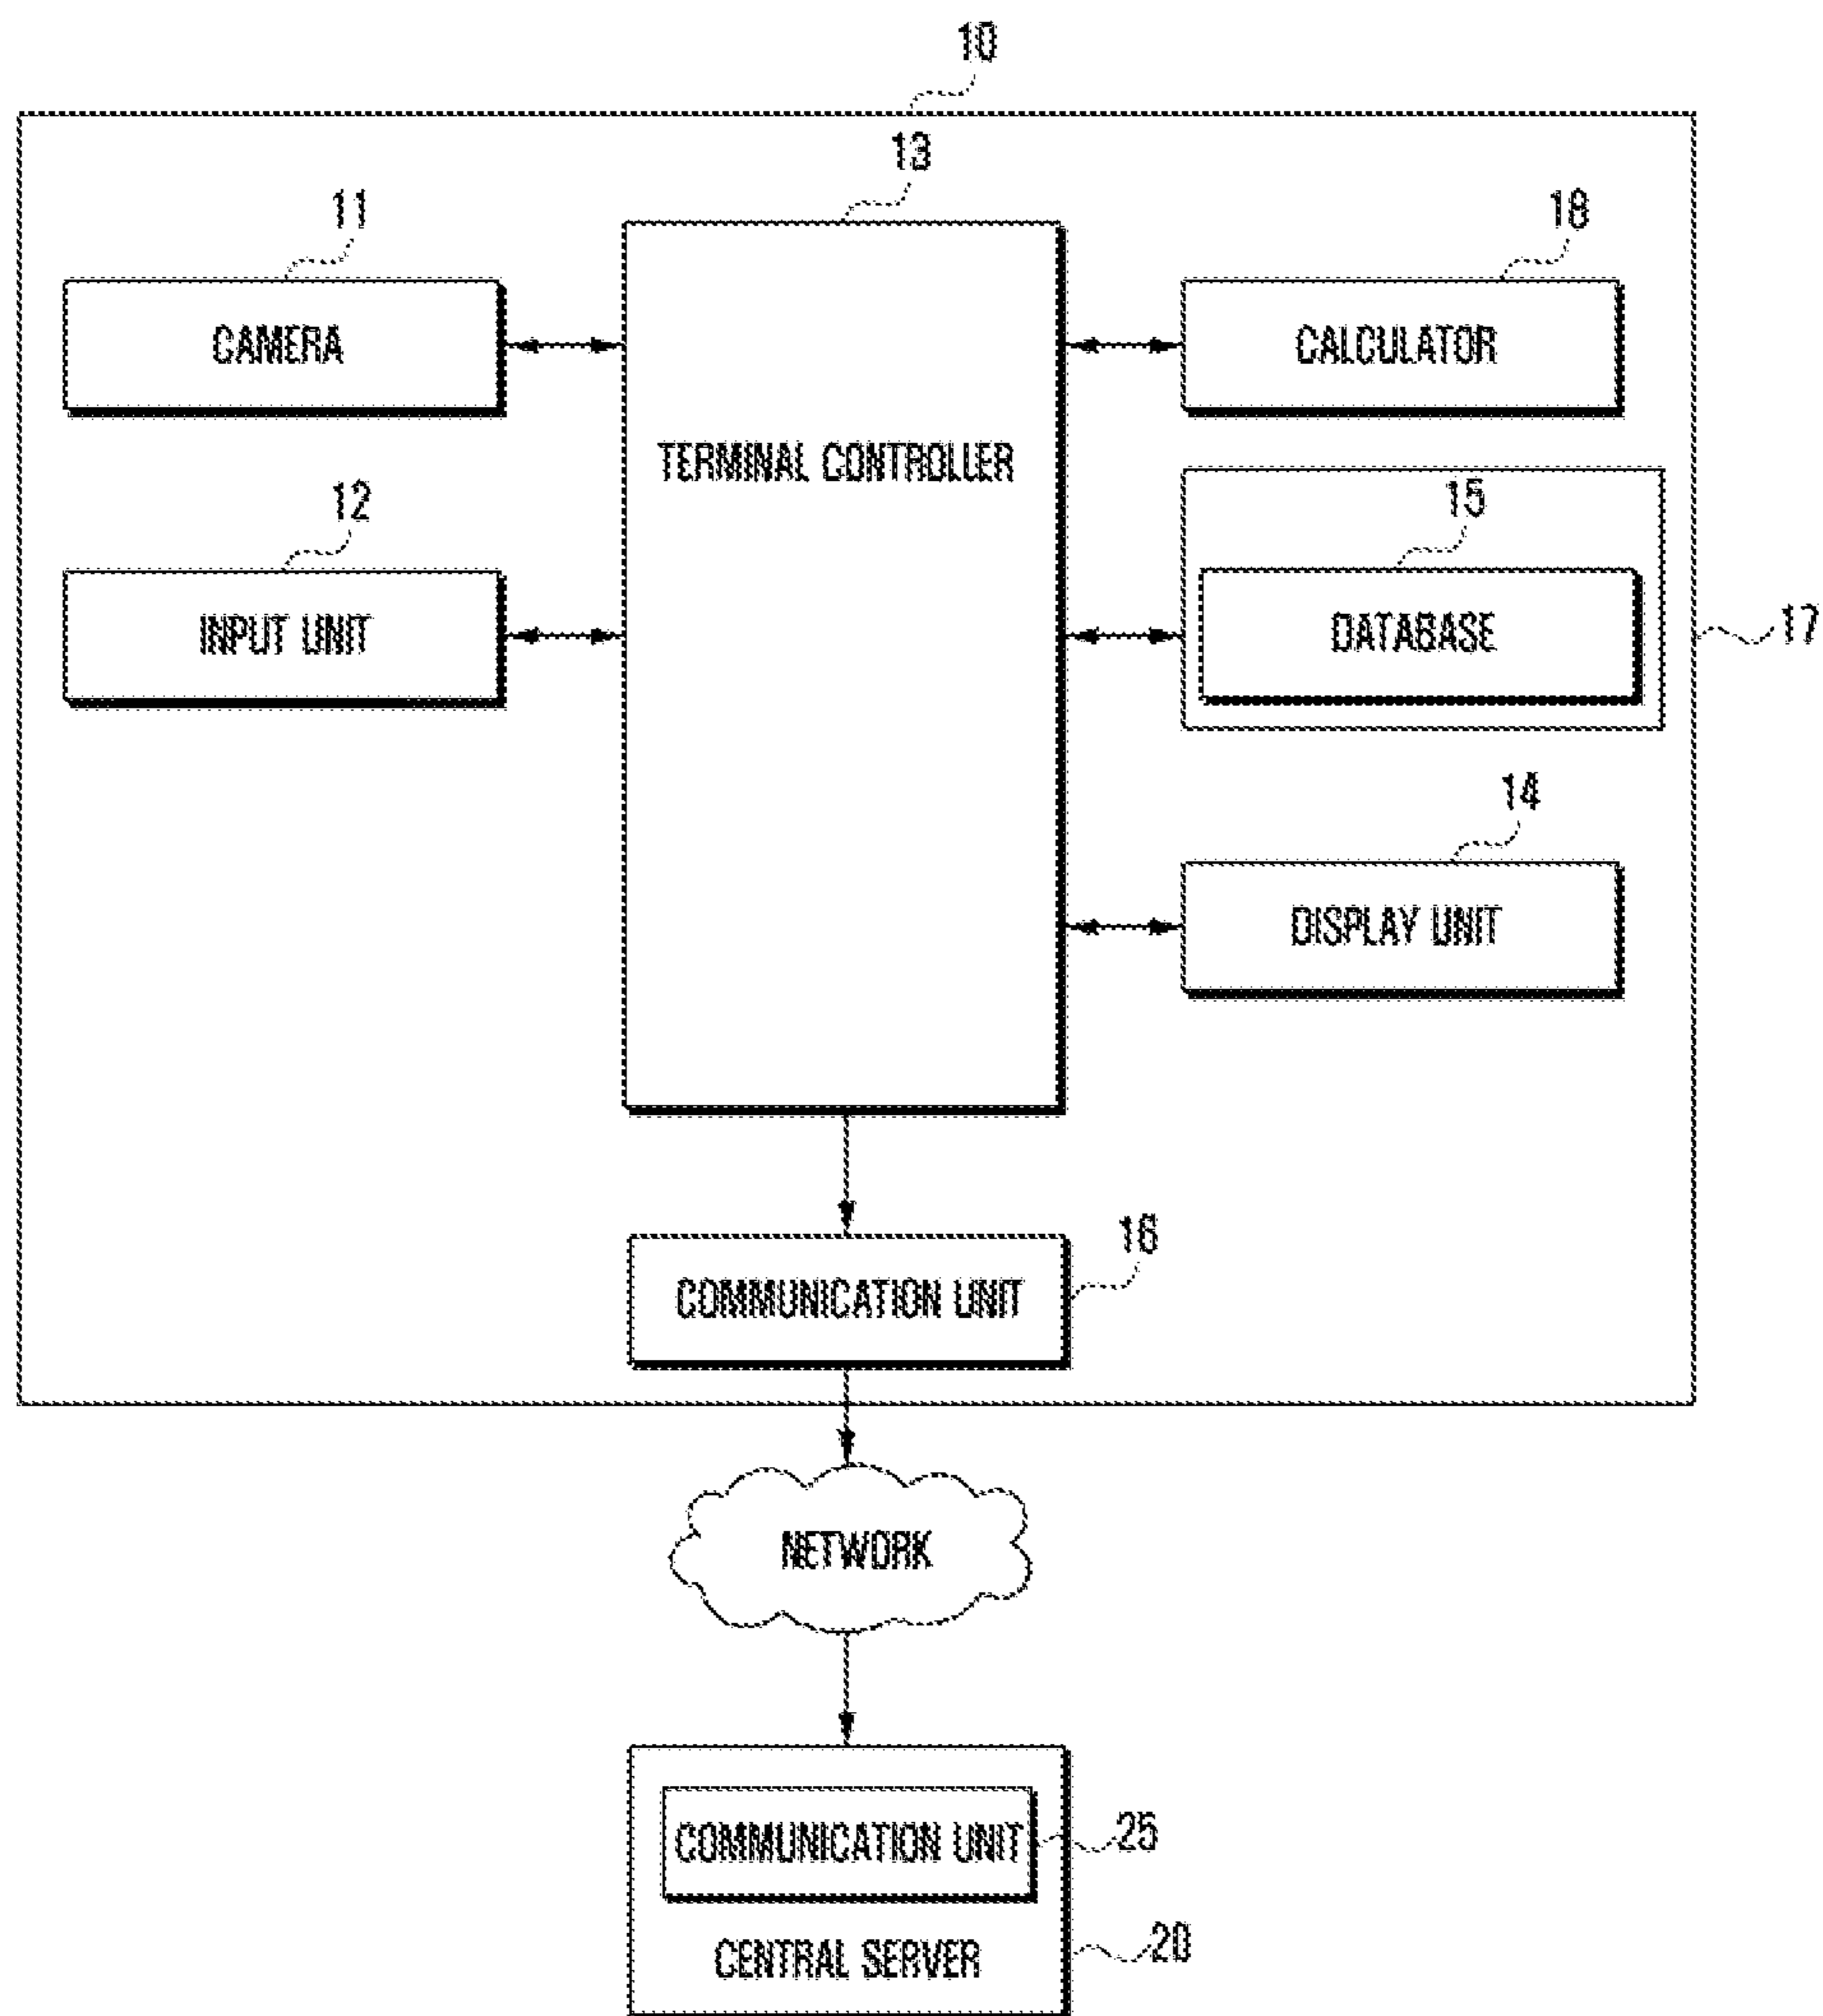 10
13
11
18
CAMERA
CALCULATOR
TERMINAL CONTROLLER
12
15
INPUT UNIT
DATABASE
17
14
DISPLAY UNIT
16
COMMUNICATION UNIT
NETWORK
COMMUNICATION UNIT
25
CENTRAL SERVER
20